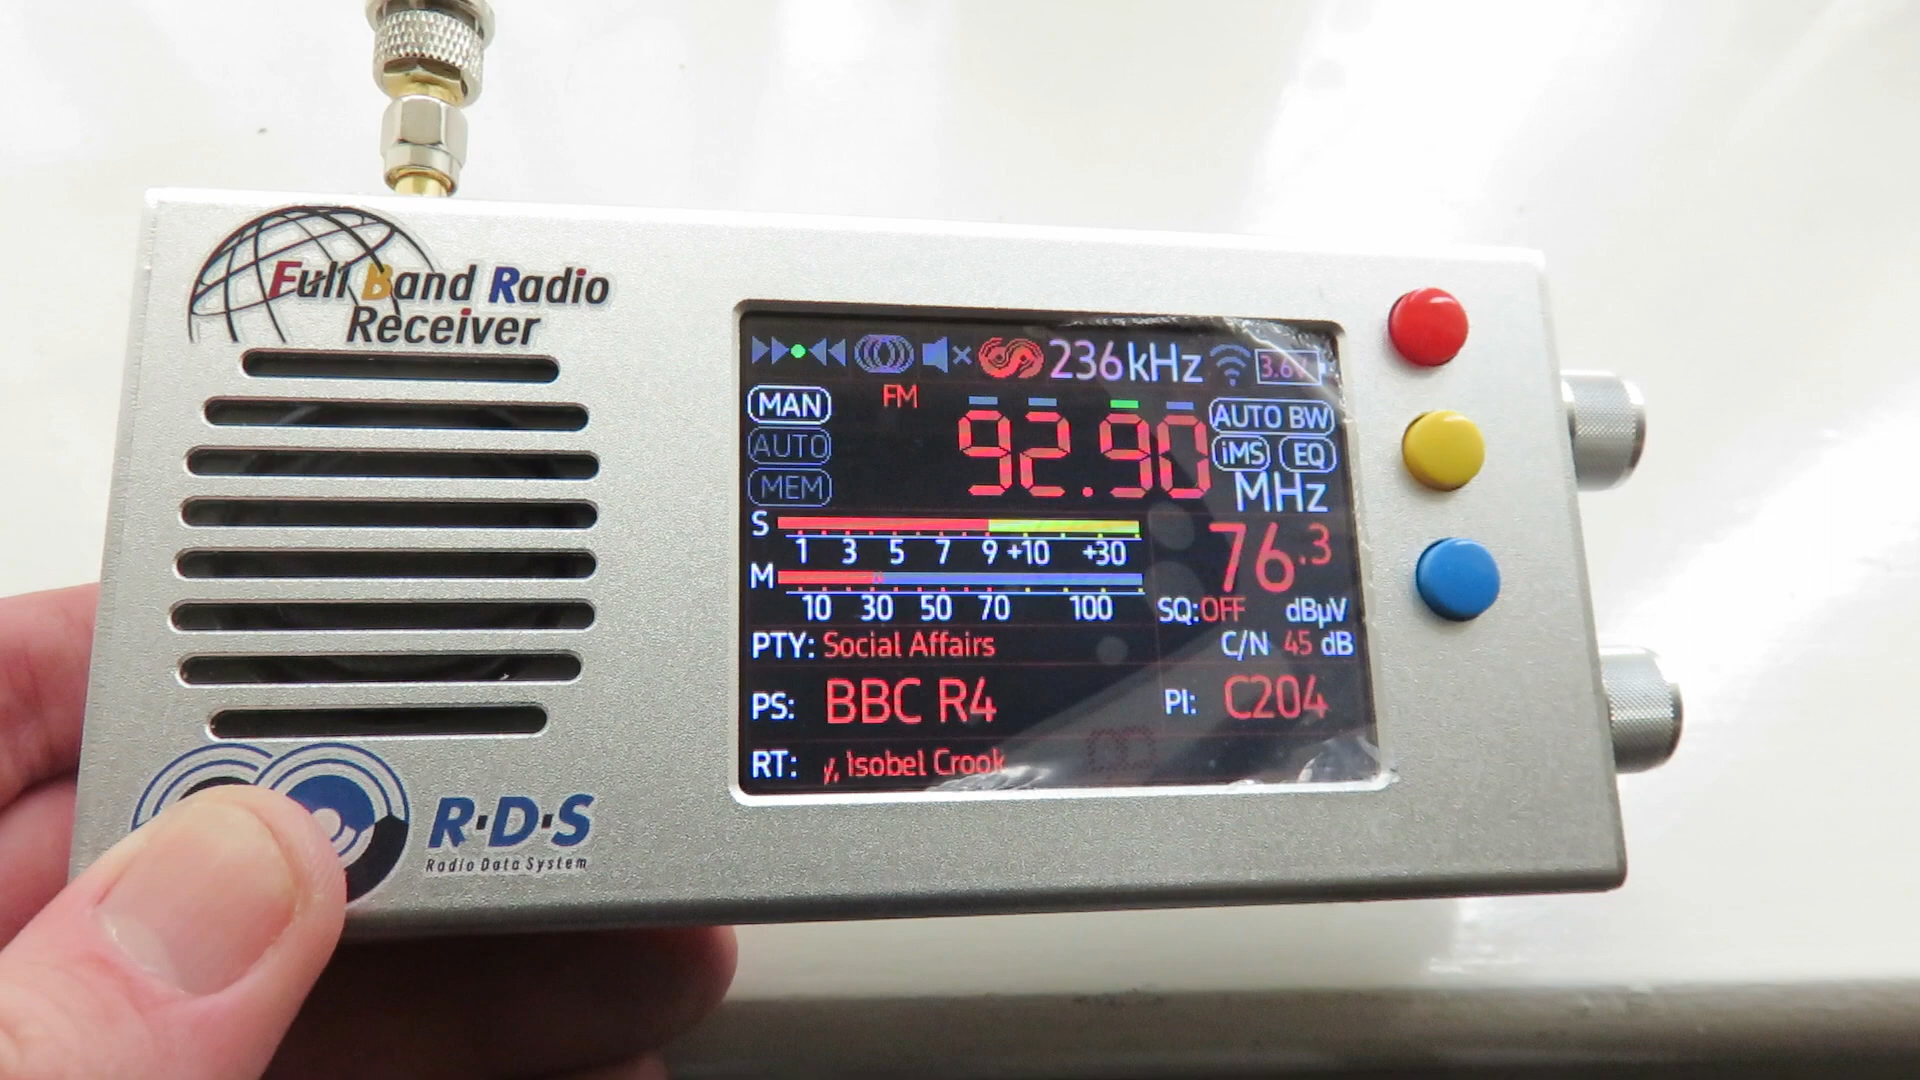 Full Band Radio
Receiver
236kHz
MAN
FM
92.90
AUTO BW
AUTO
iMS
EQ
MEM
MHz
S
1 3 5 7 9 +10 +30
76.3
M
10 30 50 70 100
SQ:OFF
dBµV
PTY: Social Affairs
C/N 45 dB
PS: BBC R4
PI: C204
RT: y, Isobel Crook
R·D·S
Radio Data System